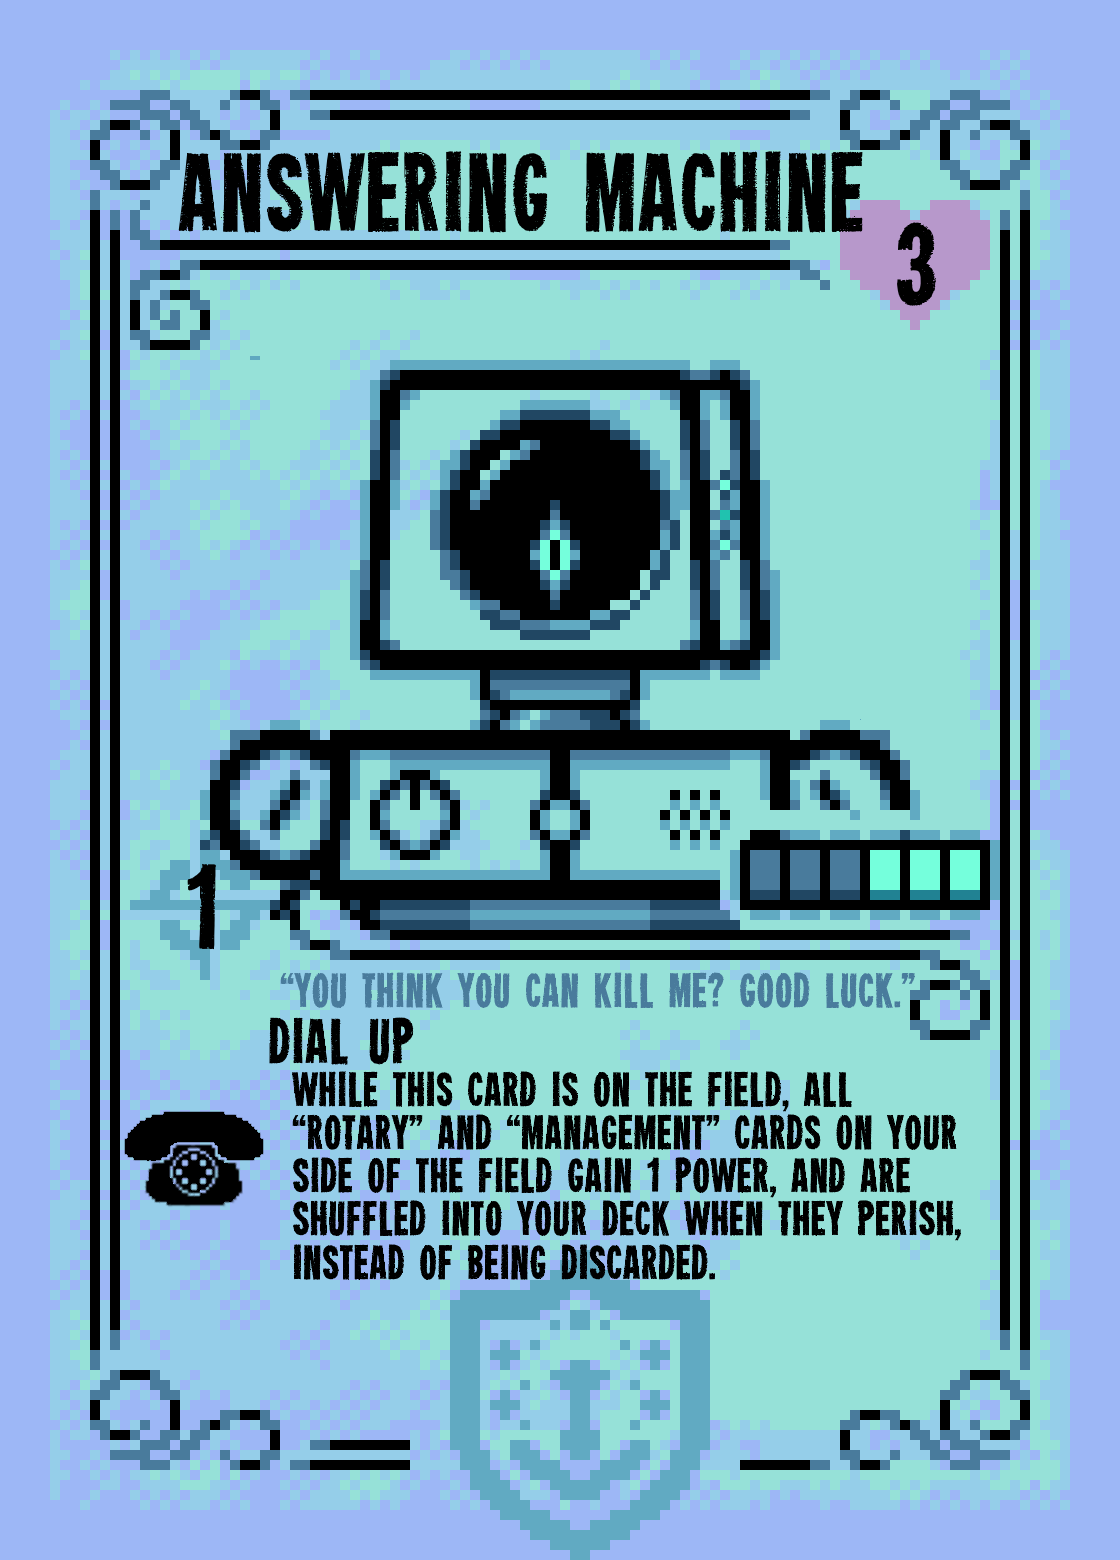 ANSWERING MACHINE
3
1
“YOU THINK YOU CAN KILL ME? GOOD LUCK.”
DIAL UP
WHILE THIS CARD IS ON THE FIELD, ALL
“ROTARY” AND “MANAGEMENT” CARDS ON YOUR
SIDE OF THE FIELD GAIN 1 POWER, AND ARE
SHUFFLED INTO YOUR DECK WHEN THEY PERISH,
INSTEAD OF BEING DISCARDED.